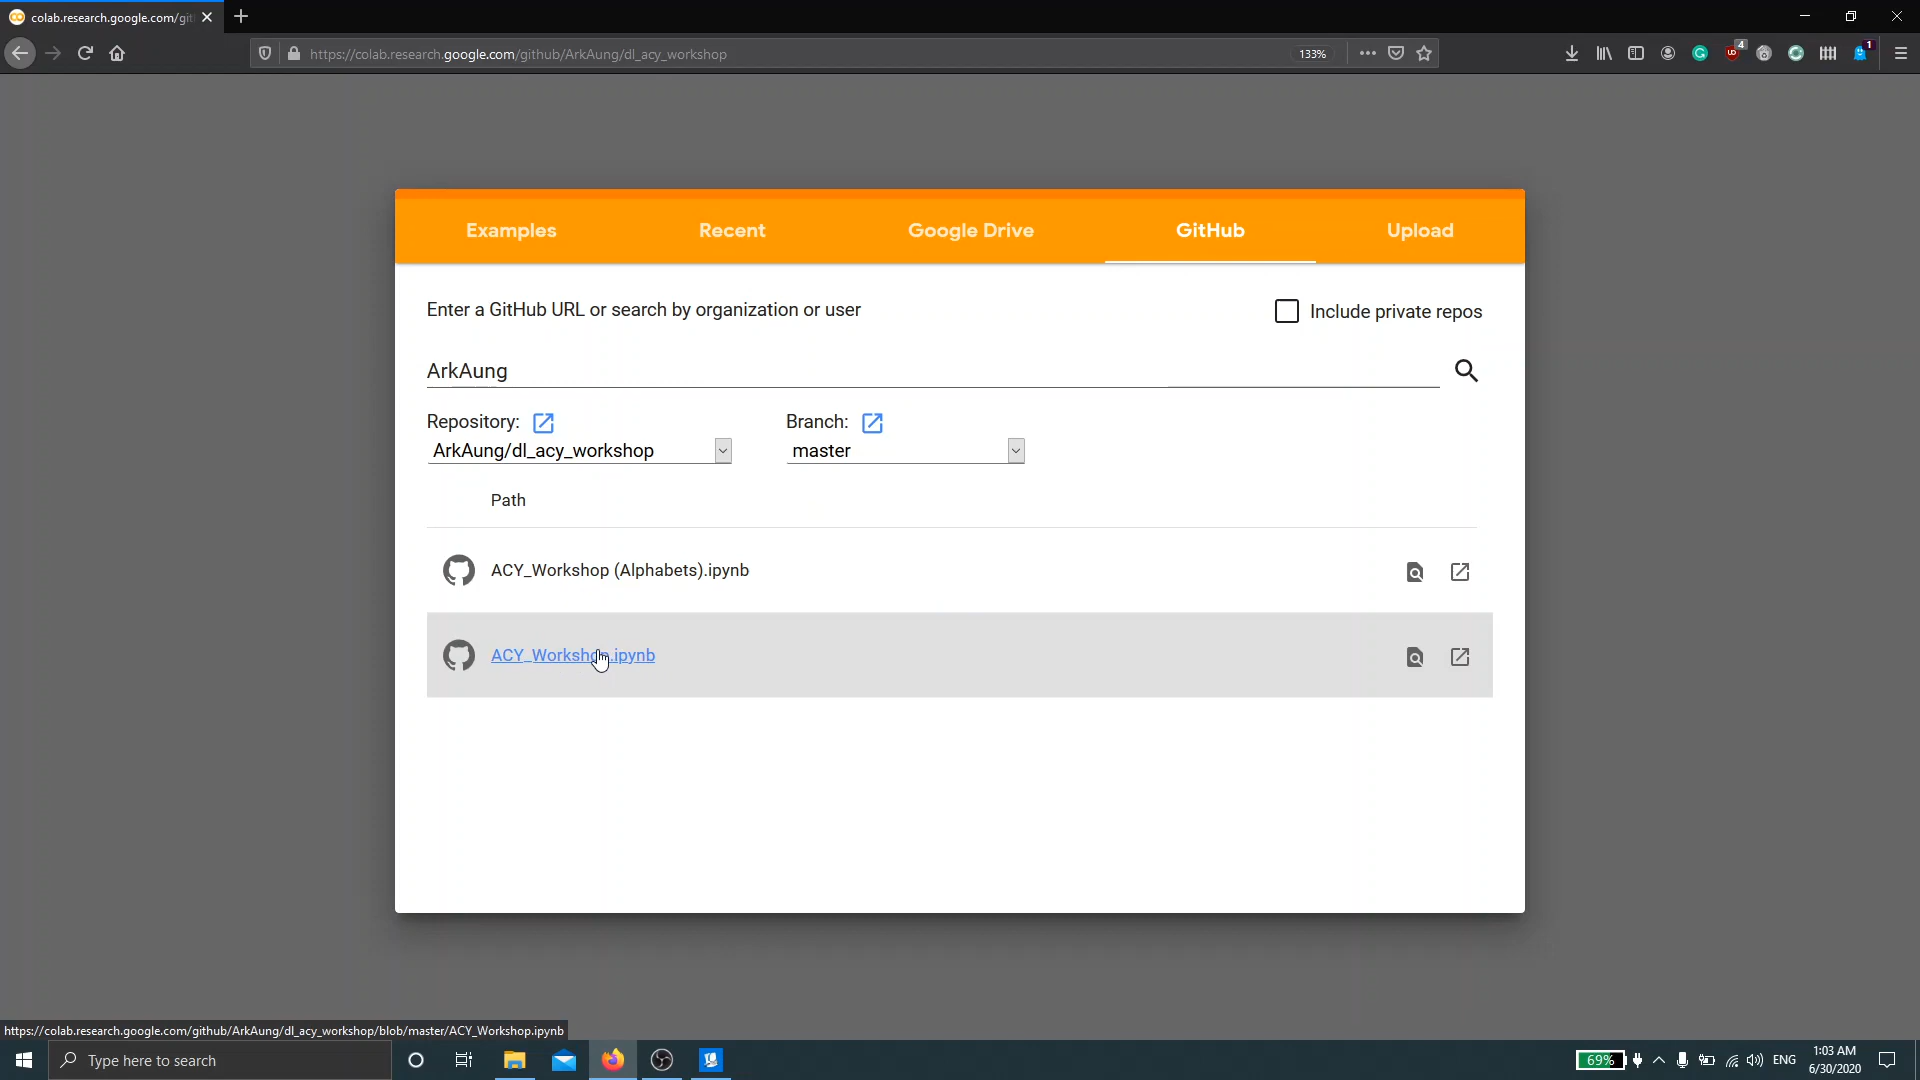 colab.research.google.com/git
https://colab.research.google.com/github/ArkAung/dl_acy_workshop
133%
4
1
Examples
Recent
Google Drive
GitHub
Upload
Enter a GitHub URL or search by organization or user
Include private repos
ArkAung
Repository:
Branch:
ArkAung/dl_acy_workshop
master
Path
ACY_Workshop (Alphabets).ipynb
ACY_Workshop.ipynb
https://colab.research.google.com/github/ArkAung/dl_acy_workshop/blob/master/ACY_Workshop.ipynb
Type here to search
69%
ENG
1:03 AM
6/30/2020